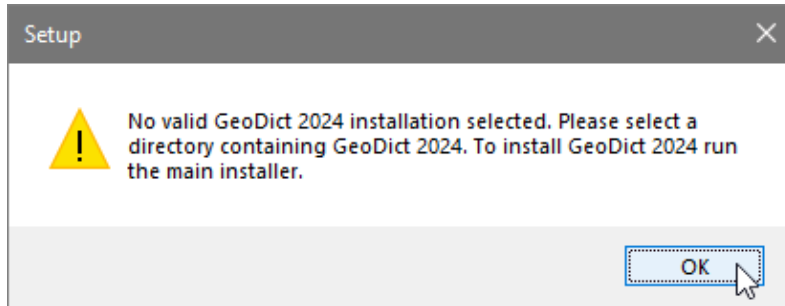 Setup
No valid GeoDict 2024 installation selected. Please select a
directory containing GeoDict 2024. To install GeoDict 2024 run
the main installer.
OK